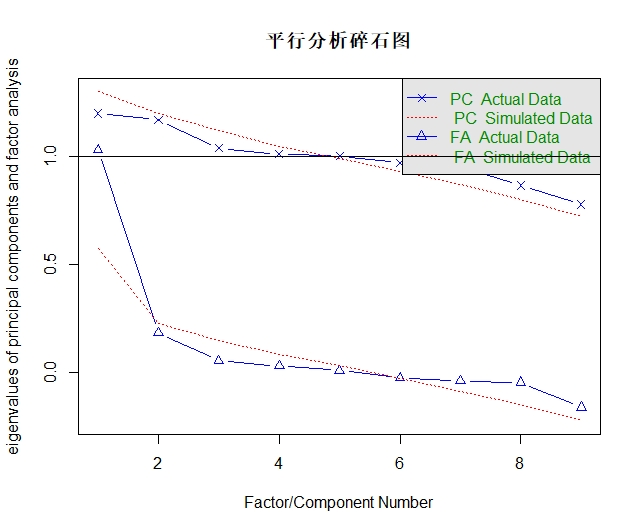 平行分析碎石图
eigenvalues of principal components and factor analysis
1.0
0.5
0.0
PC Actual Data
PC Simulated Data
FA Actual Data
FA Simulated Data
2 4 6 8
Factor/Component Number